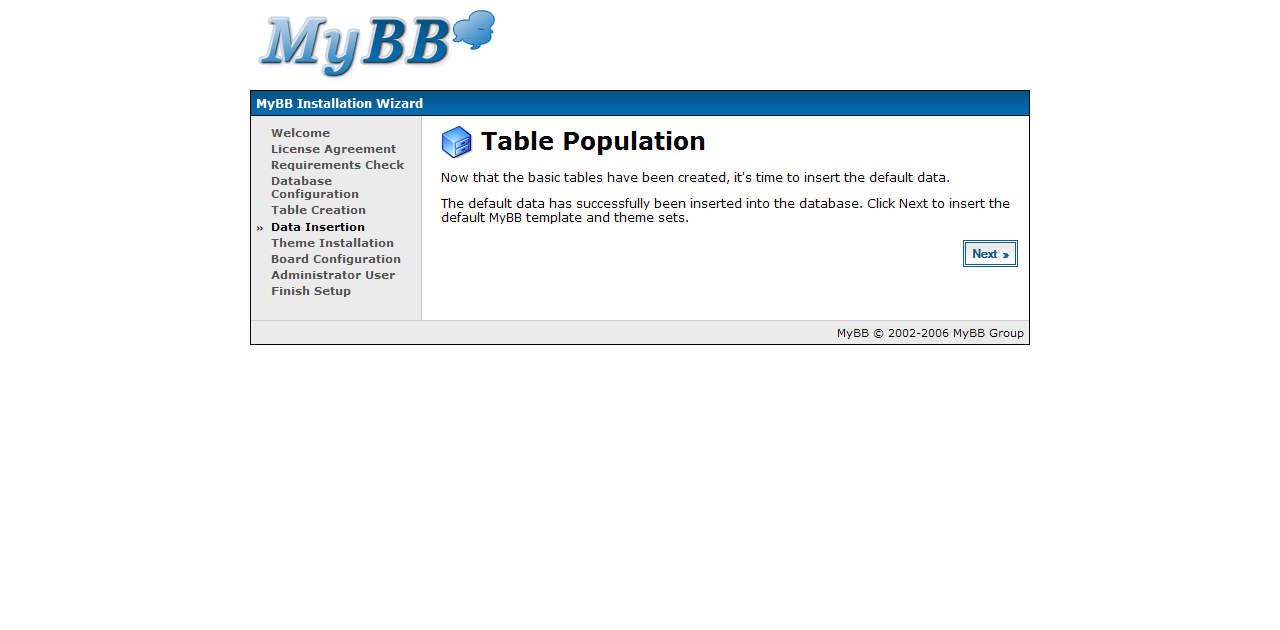 MyBB
MyBB Installation Wizard
Welcome
License Agreement
Requirements Check
Database
Configuration
Table Creation
» Data Insertion
Theme Installation
Board Configuration
Administrator User
Finish Setup
Table Population
Now that the basic tables have been created, it's time to insert the default data.
The default data has successfully been inserted into the database. Click Next to insert the
default MyBB template and theme sets.
Next »
MyBB © 2002-2006 MyBB Group